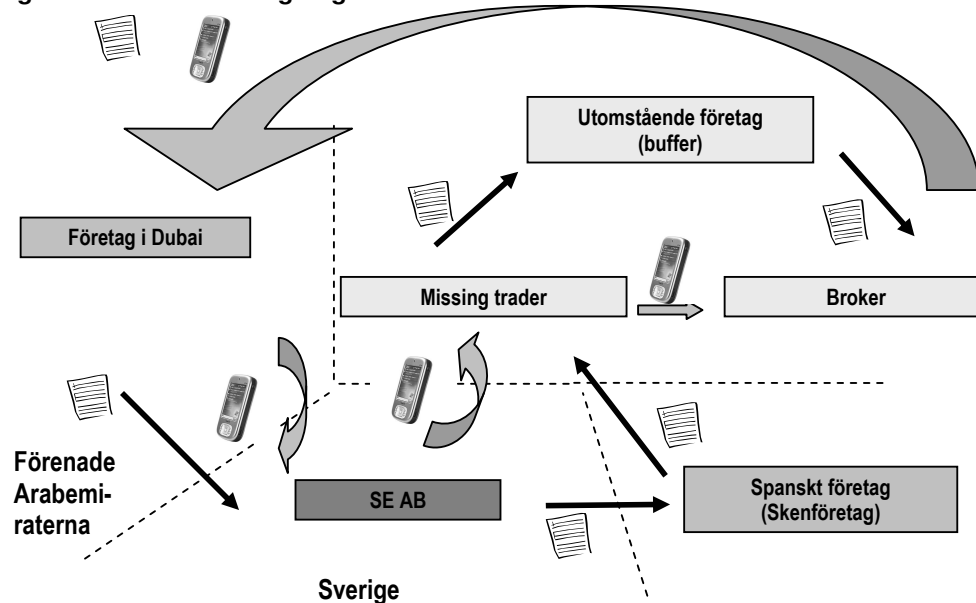 Utomstående företag
(buffer)
Företag i Dubai
Missing trader
Broker
Förenade
Arabemi-
raterna
SE AB
Spanskt företag
(Skenföretag)
Sverige